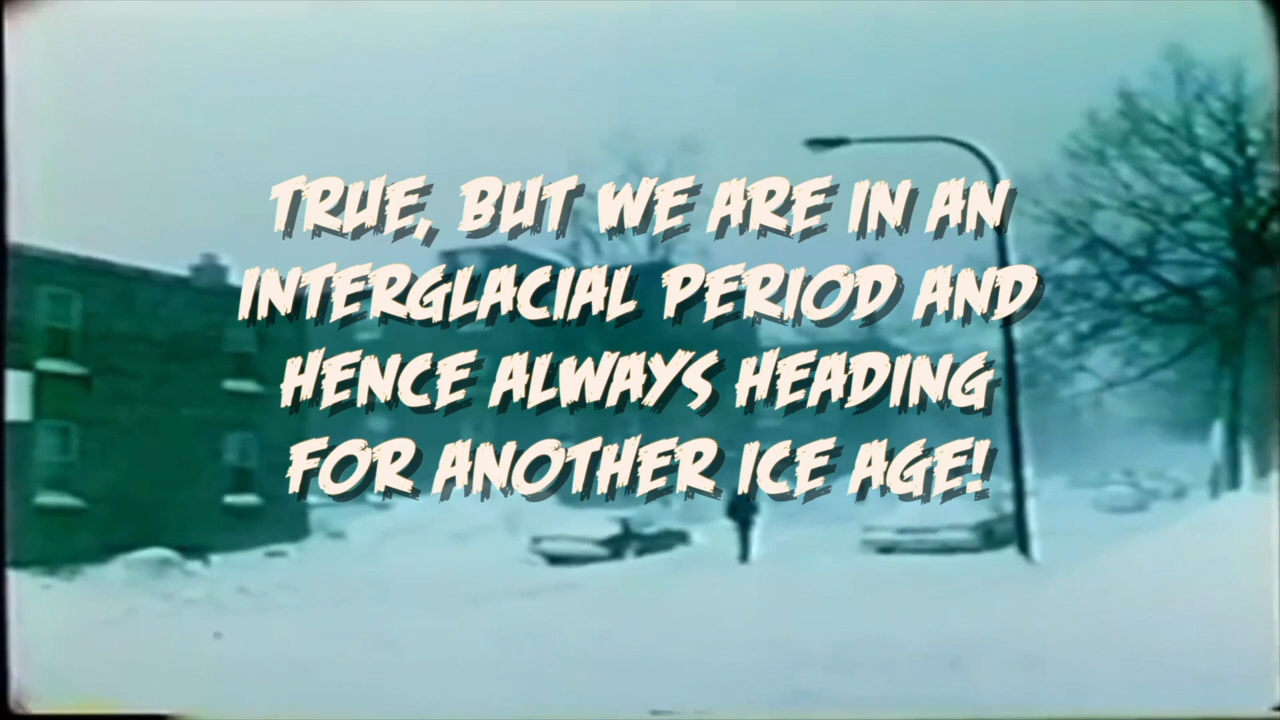 TRUE, BUT WE ARE IN AN
INTERGLACIAL PERIOD AND
HENCE ALWAYS HEADING
FOR ANOTHER ICE AGE!